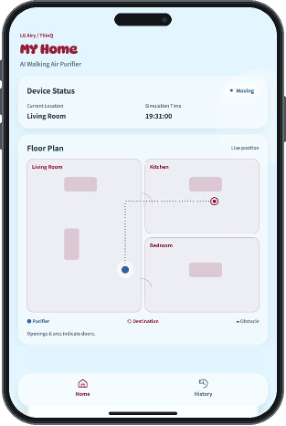 LG Airy / ThinQ
MY Home
AI Walking Air Purifier
Device Status
Moving
Current Location
Simulation Time
Living Room
19:31:00
Floor Plan
Live position
Living Room
Kitchen
Bedroom
Purifier
Destination
Obstacle
Openings & arcs indicate doors.
Home
History